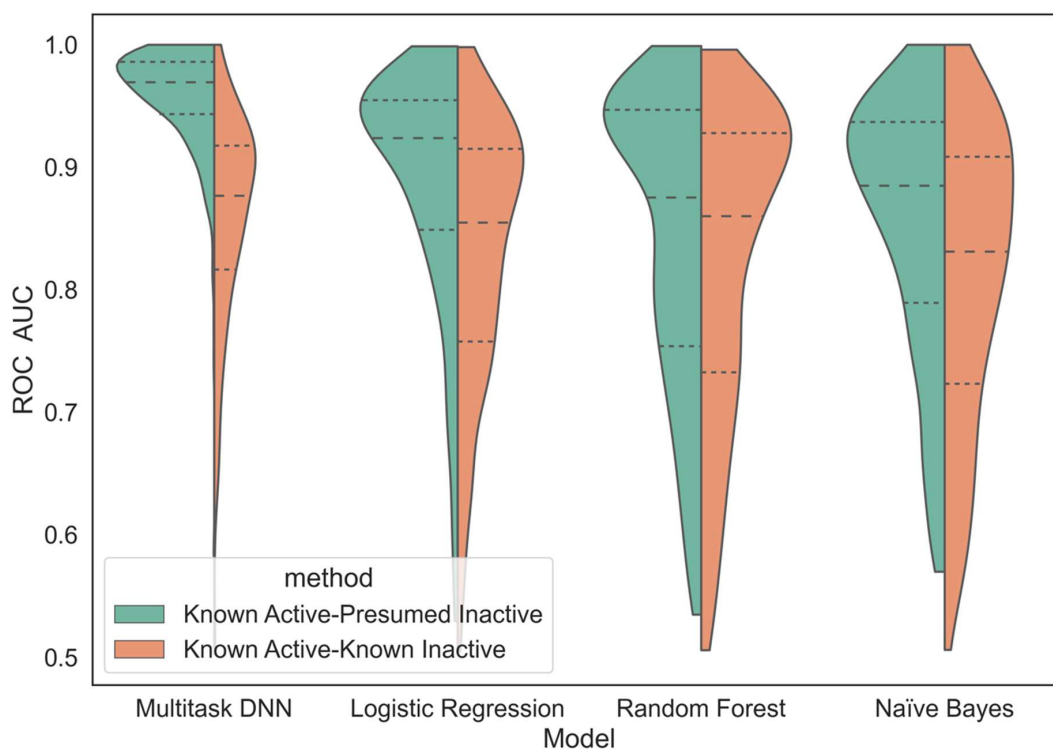 1.0
0.9
0.8
0.7
0.6
0.5
ROC AUC
method
Known Active-Presumed Inactive
Known Active-Known Inactive
Multitask DNN
Logistic Regression
Random Forest
Naïve Bayes
Model